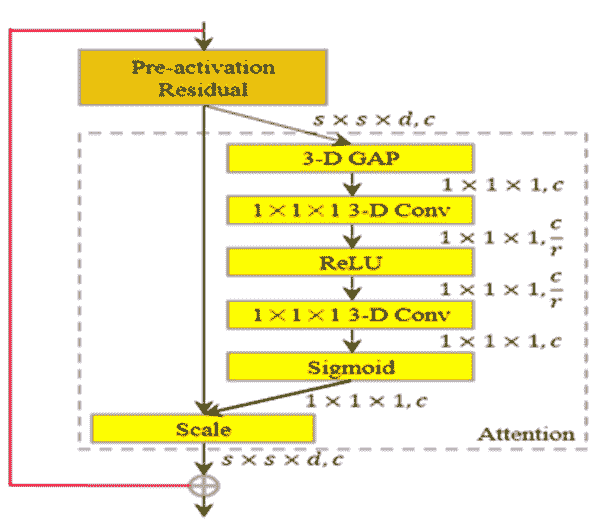 Pre-activation
Residual
s × s × d, c
3-D GAP
1 × 1 × 1, c
1 × 1 × 1 3-D Conv
1 × 1 × 1, c/r
ReLU
1 × 1 × 1, c/r
1 × 1 × 1 3-D Conv
1 × 1 × 1, c
Sigmoid
1 × 1 × 1, c
Scale
Attention
s × s × d, c